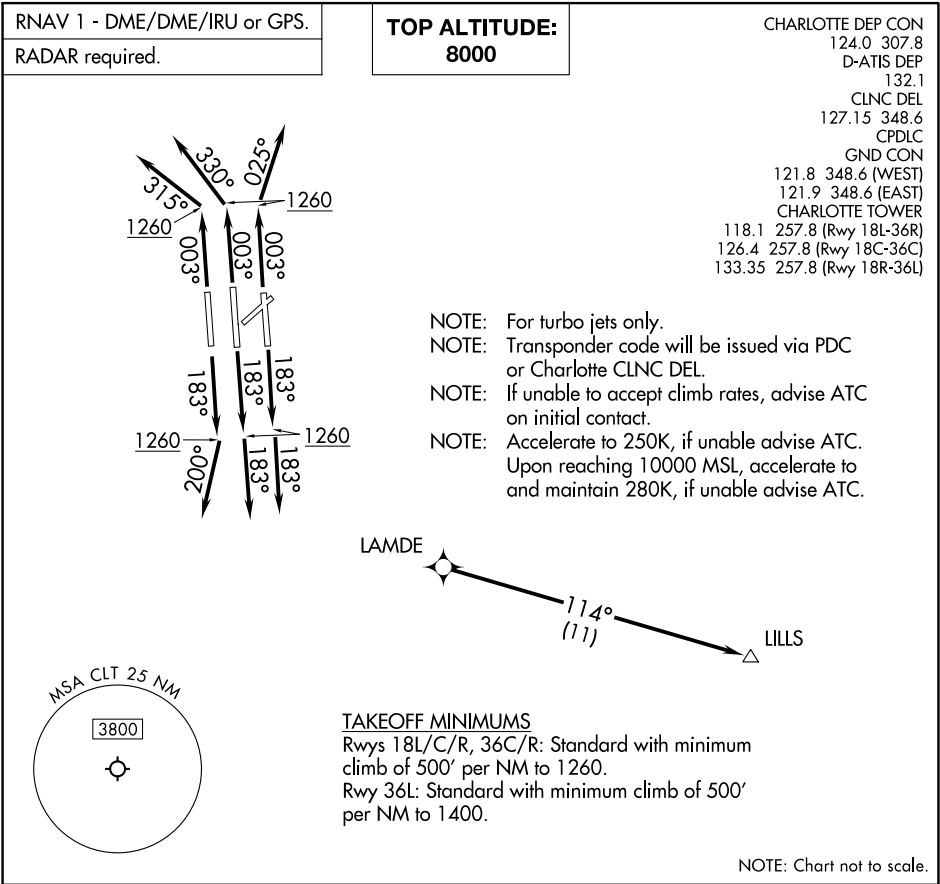 RNAV 1 - DME/DME/IRU or GPS.
RADAR required.
TOP ALTITUDE:
8000
CHARLOTTE DEP CON
124.0 307.8
D-ATIS DEP
132.1
CLNC DEL
127.15 348.6
CPDLC
GND CON
121.8 348.6 (WEST)
121.9 348.6 (EAST)
CHARLOTTE TOWER
118.1 257.8 (Rwy 18L-36R)
126.4 257.8 (Rwy 18C-36C)
133.35 257.8 (Rwy 18R-36L)
315°
330°
025°
1260
1260
003°
003°
003°
183°
183°
183°
1260
1260
200°
183°
183°
NOTE: For turbo jets only.
NOTE: Transponder code will be issued via PDC
or Charlotte CLNC DEL.
NOTE: If unable to accept climb rates, advise ATC
on initial contact.
NOTE: Accelerate to 250K, if unable advise ATC.
Upon reaching 10000 MSL, accelerate to
and maintain 280K, if unable advise ATC.
LAMDE
114°
(11)
LILLS
MSA CLT 25 NM
3800
TAKEOFF MINIMUMS
Rwys 18L/C/R, 36C/R: Standard with minimum
climb of 500' per NM to 1260.
Rwy 36L: Standard with minimum climb of 500'
per NM to 1400.
NOTE: Chart not to scale.